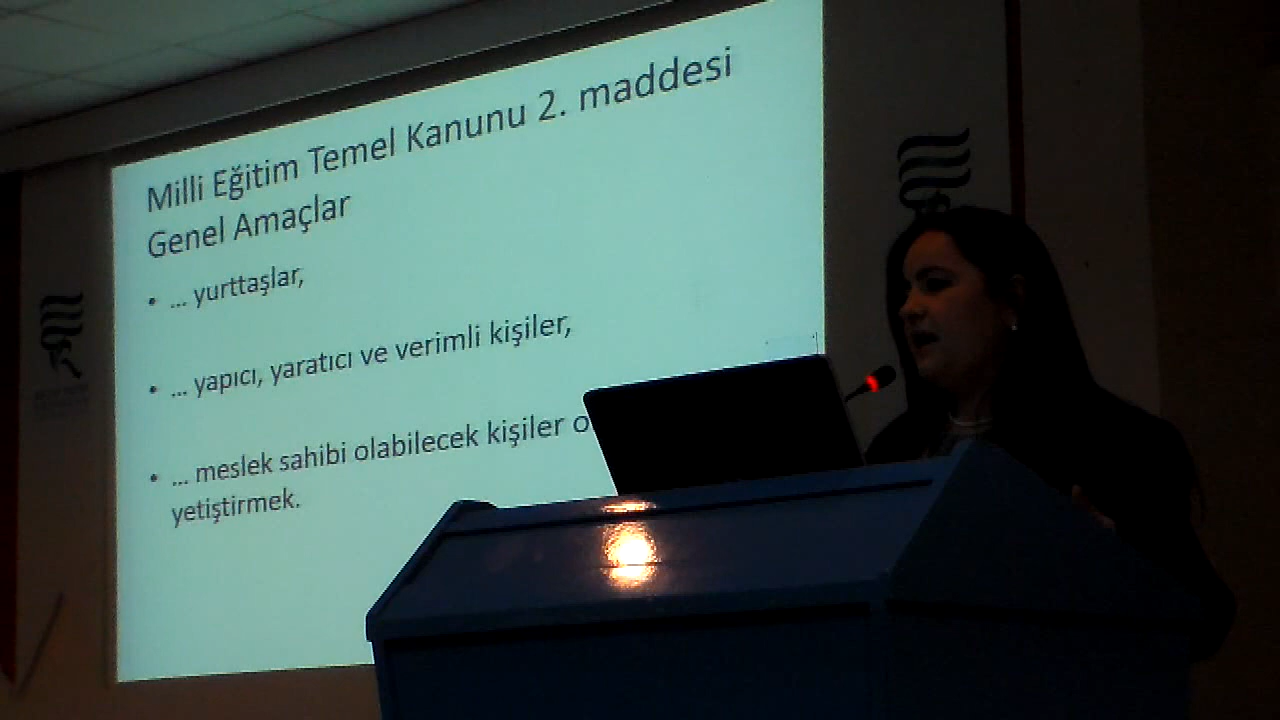 Milli Eğitim Temel Kanunu 2. maddesi
Genel Amaçlar
• ... yurttaşlar,
• ... yapıcı, yaratıcı ve verimli kişiler,
• ... meslek sahibi olabilecek kişiler
yetiştirmek.